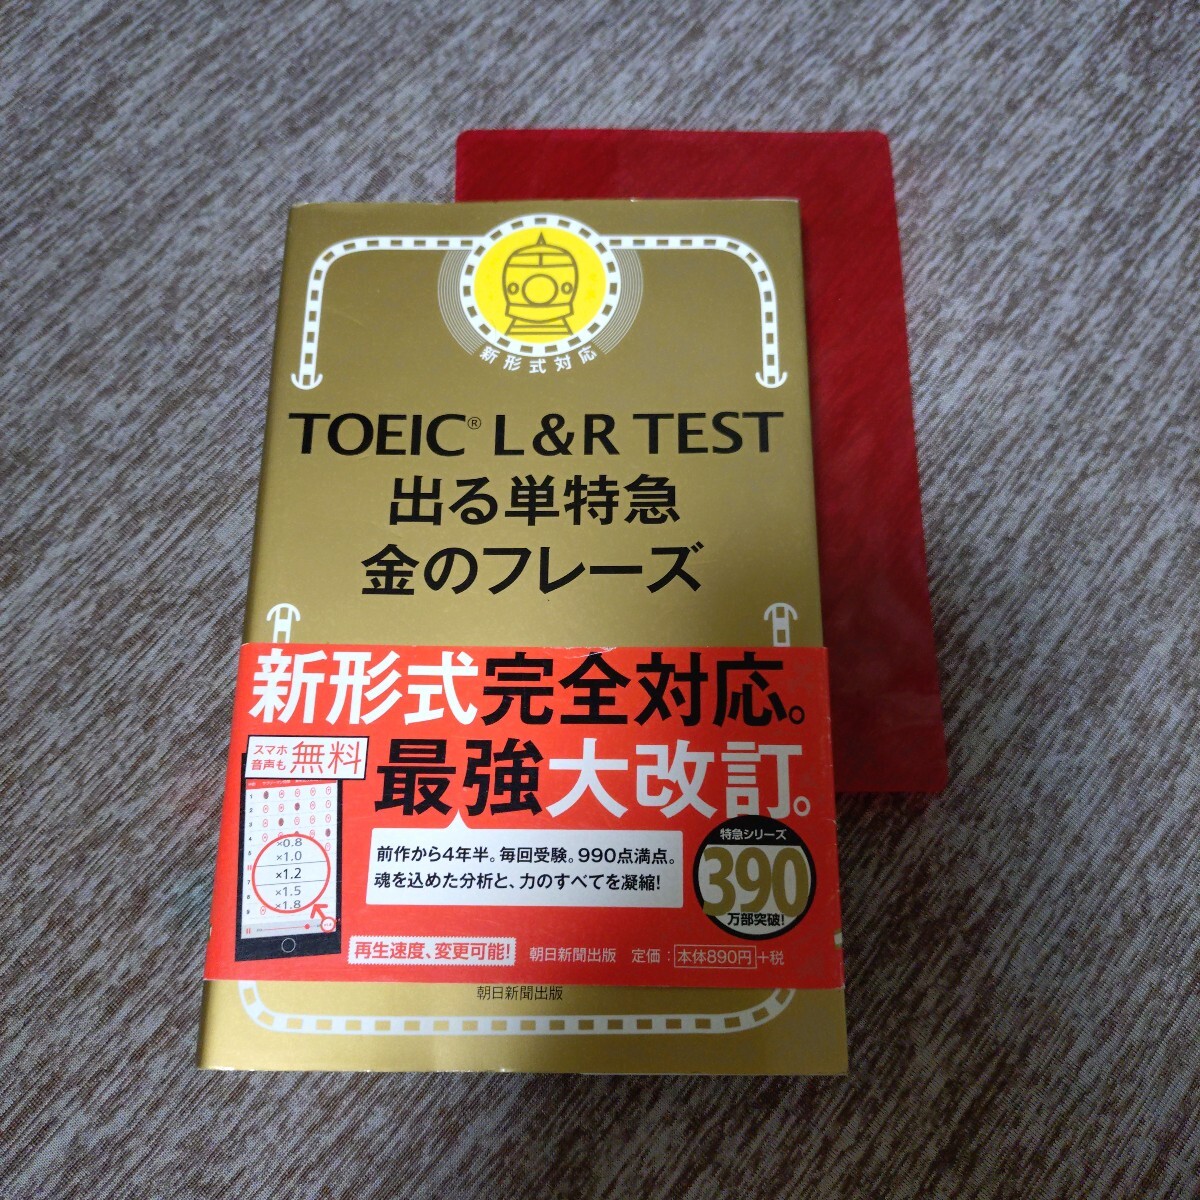 新形式対応
TOEIC® L&R TEST
出る単特急
金のフレーズ
新形式完全対応。
スマホ
音声も
無料
最強大改訂。
前作から4年半。毎回受験。990点満点。
魂を込めた分析と、力のすべてを凝縮!
特急シリーズ
390
万部突破!
×0.8
×1.0
×1.2
×1.5
×1.8
再生速度、変更可能!
朝日新聞出版 定価:本体890円+税
朝日新聞出版